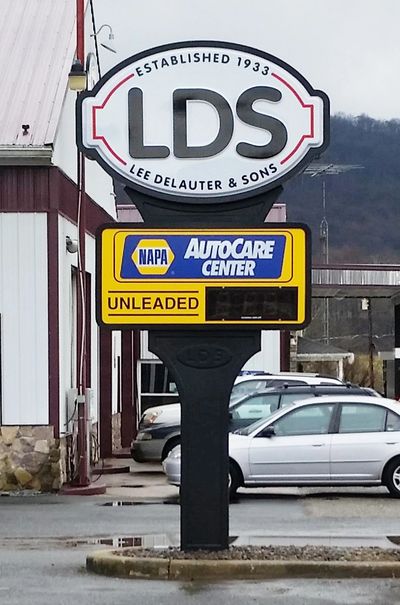 ESTABLISHED 1933
LDS
LEE DELAUTER & SONS
NAPA AUTOCARE
CENTER
UNLEADED
LDS